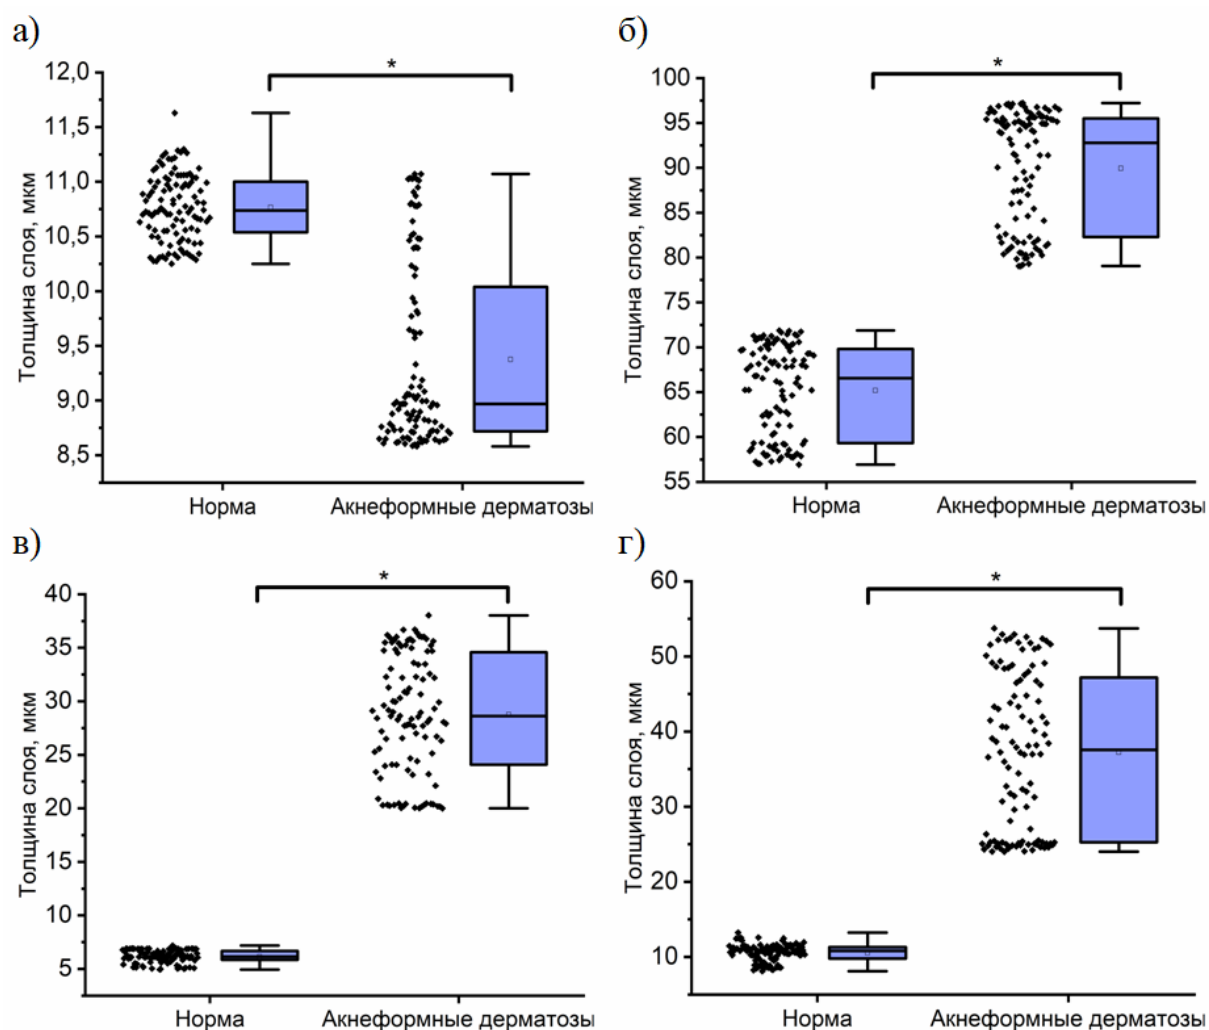 а)
*
12,0
11,5
11,0
10,5
10,0
9,5
9,0
8,5
Толщина слоя, мкм
Норма
Акнеформные дерматозы
б)
*
100
95
90
85
80
75
70
65
60
55
Толщина слоя, мкм
Норма
Акнеформные дерматозы
в)
*
40
35
30
25
20
15
10
5
Толщина слоя, мкм
Норма
Акнеформные дерматозы
г)
*
60
50
40
30
20
10
Толщина слоя, мкм
Норма
Акнеформные дерматозы